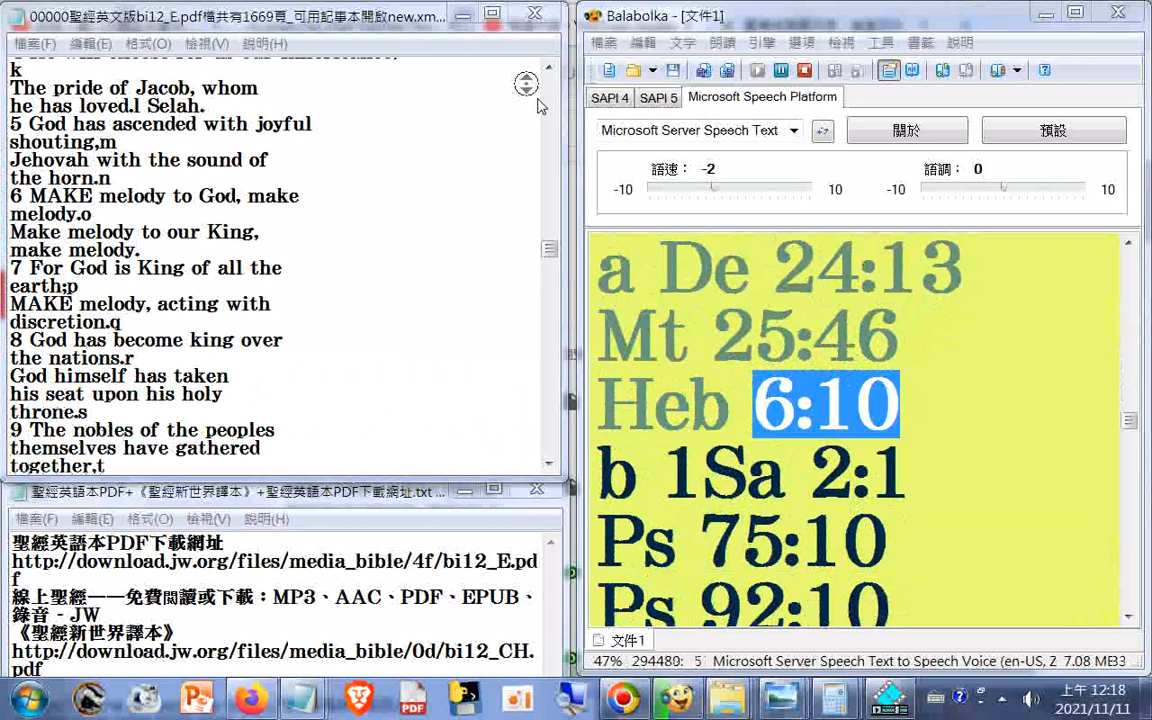 00000聖經英文版bi12_E.pdf檔共有1669頁_可用記事本開啟new.xm...
檔案(F) 編輯(E) 格式(O) 檢視(V) 說明(H)
k
The pride of Jacob, whom
he has loved.l Selah.
5 God has ascended with joyful
shouting,m
Jehovah with the sound of
the horn.n
6 MAKE melody to God, make
melody.o
Make melody to our King,
make melody.
7 For God is King of all the
earth;p
MAKE melody, acting with
discretion.q
8 God has become king over
the nations.r
God himself has taken
his seat upon his holy
throne.s
9 The nobles of the peoples
themselves have gathered
together,t
聖經英語本PDF+《聖經新世界譯本》+聖經英語本PDF下載網址.txt ...
檔案(F) 編輯(E) 格式(O) 檢視(V) 說明(H)
聖經英語本PDF下載網址
http://download.jw.org/files/media_bible/4f/bi12_E.pd
f
線上聖經——免費閱讀或下載：MP3、AAC、PDF、EPUB、
錄音 - JW
《聖經新世界譯本》
http://download.jw.org/files/media_bible/0d/bi12_CH.
pdf
Balabolka - [文件1]
檔案 編輯 文字 朗讀 引擎 選項 檢視 工具 書籤 說明
SAPI 4 SAPI 5 Microsoft Speech Platform
Microsoft Server Speech Text 關於 預設
語速： -2 語調： 0
-10 10 -10 10
a De 24:13
Mt 25:46
Heb 6:10
b 1Sa 2:1
Ps 75:10
Ps 92:10
文件1
47% 294489: 5 Microsoft Server Speech Text to Speech Voice (en-US, Z 7.08 MB
上午 12:18
2021/11/11